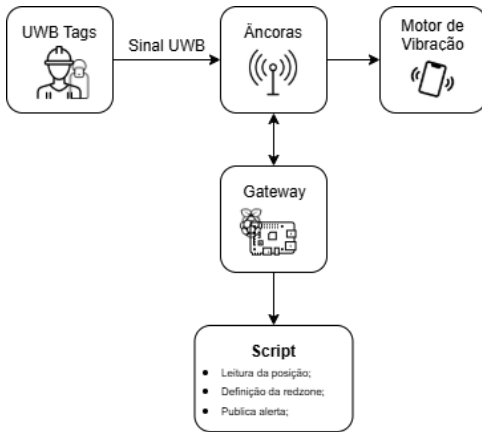 UWB Tags
Sinal UWB
Âncoras
Motor de
Vibração
Gateway
Script
Leitura da posição;
Definição da redzone;
Publica alerta;